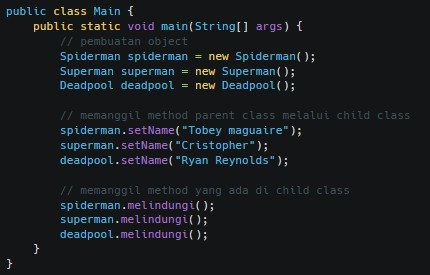 public class Main {
    public static void main(String[] args) {
        // pembuatan object
        Spiderman spiderman = new Spiderman();
        Superman superman = new Superman();
        Deadpool deadpool = new Deadpool();

        // memanggil method parent class melalui child class
        spiderman.setName("Tobey maguaire");
        superman.setName("Cristopher");
        deadpool.setName("Ryan Reynolds");

        // memanggil method yang ada di child class
        spiderman.melindungi();
        superman.melindungi();
        deadpool.melindungi();
    }
}